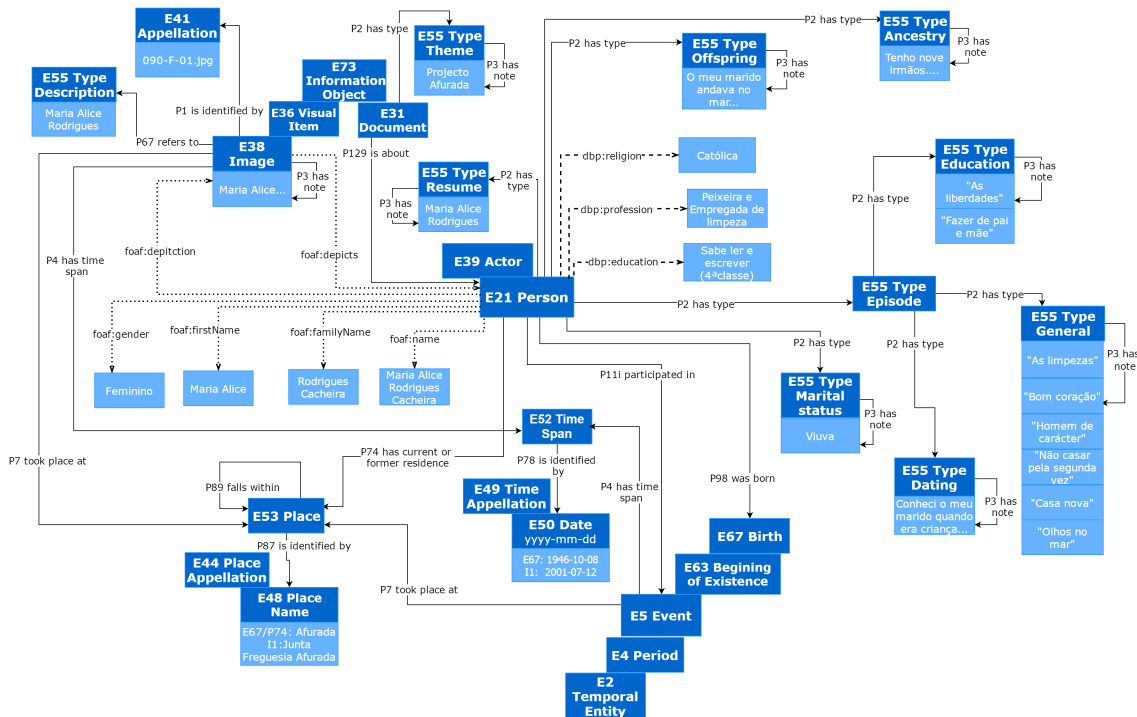 E41
Appellation
090-F-01.jpg
P2 has type
E55 Type
Theme
Projecto
Afurada
P3 has
note
P2 has type
E55 Type
Offspring
O meu marido
andava no
mar...
P3 has
note
P2 has type
E55 Type
Ancestry
Tenho nove
irmãos....
P3 has
note
E55 Type
Description
Maria Alice
Rodrigues
P1 is identified by
P67 refers to
E73
Information
Object
E36 Visual
Item
E31
Document
E38
Image
Maria Alice...
P3 has
note
P129 is about
E55 Type
Resume
Maria Alice
Rodrigues
P3 has
note
P2 has
type
dbp:religion
Católica
dbp:profession
Peixeira e
Empregada de
limpeza
dbp:education
Sabe ler e
escrever
(4ªclasse)
E55 Type
Education
"As
liberdades"
"Fazer de pai
e mãe"
P3 has
note
P2 has type
P4 has time
span
foaf:depitction
foaf:depicts
E39 Actor
E21 Person
P2 has type
E55 Type
Episode
P2 has type
E55 Type
General
"As limpezas"
"Bom coração"
"Homem de
carácter"
"Não casar
pela segunda
vez"
"Casa nova"
"Olhos no
mar"
P3 has
note
foaf:gender
foaf:firstName
foaf:familyName
foaf:name
Feminino
Maria Alice
Rodrigues
Cacheira
Maria Alice
Rodrigues
Cacheira
P11i participated in
P2 has type
E55 Type
Marital
status
Viuva
P3 has
note
P2 has type
E55 Type
Dating
Conheci o meu
marido quando
era criança...
P3 has
note
E52 Time
Span
P78 is identified
by
P74 has current or
former residence
P7 took place at
P89 falls within
E53 Place
P87 is identified by
E44 Place
Appellation
E48 Place
Name
E67/P74: Afurada
I1:Junta
Freguesia Afurada
E49 Time
Appellation
E50 Date
yyyy-mm-dd
E67: 1946-10-08
I1: 2001-07-12
P4 has time
span
P98 was born
P7 took place at
E67 Birth
E63 Begining
of Existence
E5 Event
E4 Period
E2
Temporal
Entity